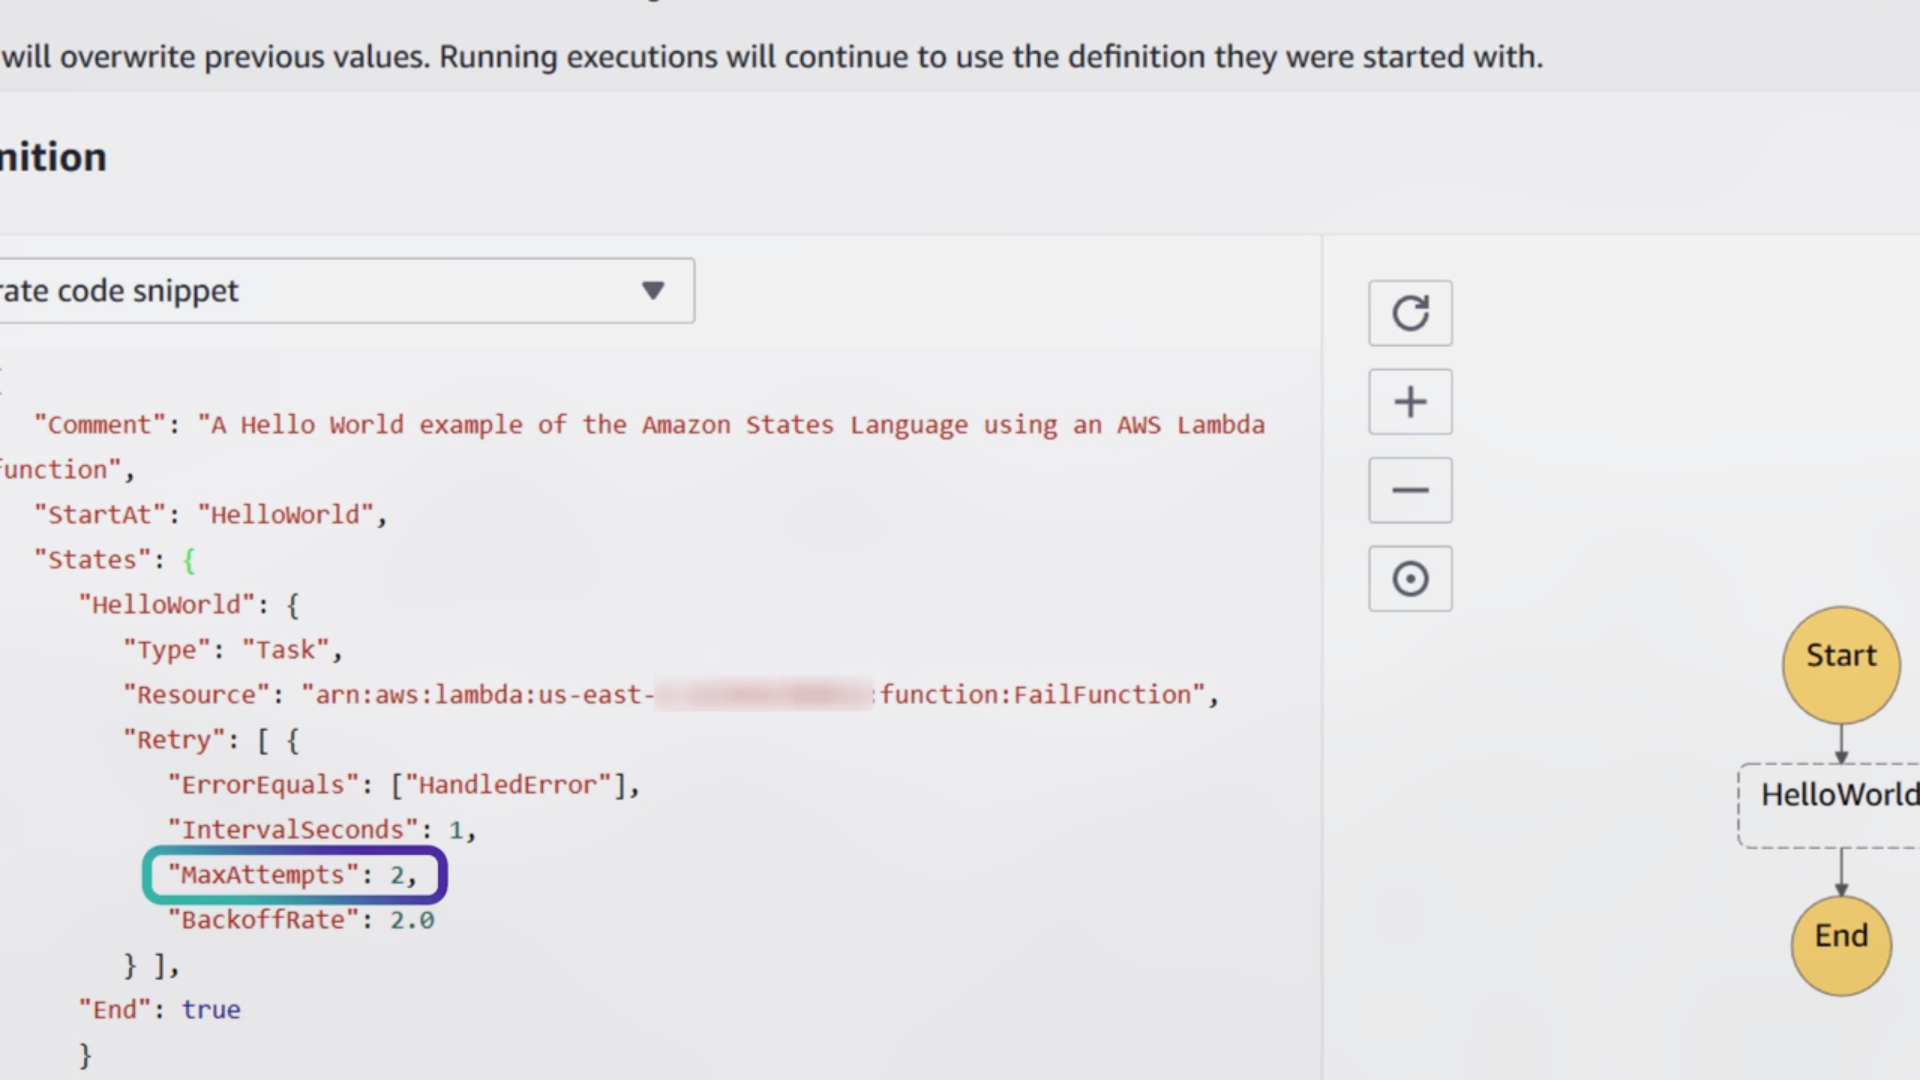 will overwrite previous values. Running executions will continue to use the definition they were started with.
nition
rate code snippet
"Comment": "A Hello World example of the Amazon States Language using an AWS Lambda
function",
"StartAt": "HelloWorld",
"States": {
"HelloWorld": {
"Type": "Task",
"Resource": "arn:aws:lambda:us-east- :function:FailFunction",
"Retry": [ {
"ErrorEquals": ["HandledError"],
"IntervalSeconds": 1,
"MaxAttempts": 2,
"BackoffRate": 2.0
} ],
"End": true
}
Start
HelloWorld
End